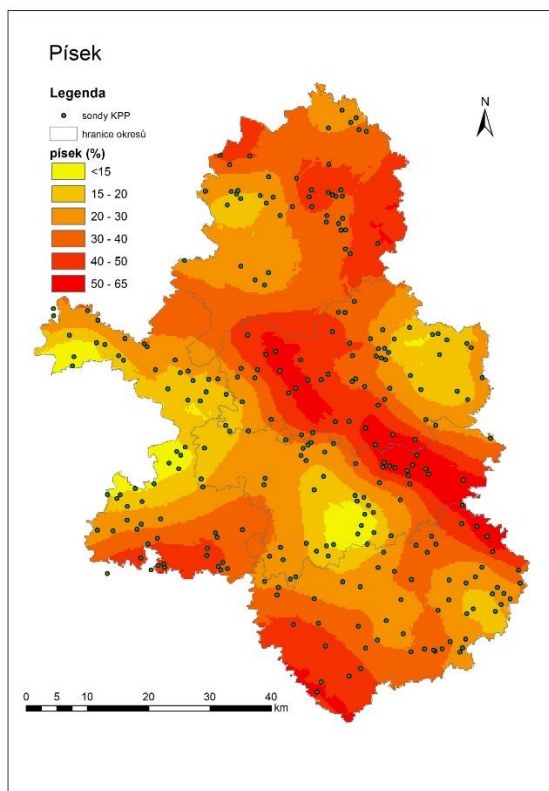 Písek
Legenda
sondy KPP
hranice okresů
písek (%)
<15
15 - 20
20 - 30
30 - 40
40 - 50
50 - 65
N
0 5 10 20 30 40
km